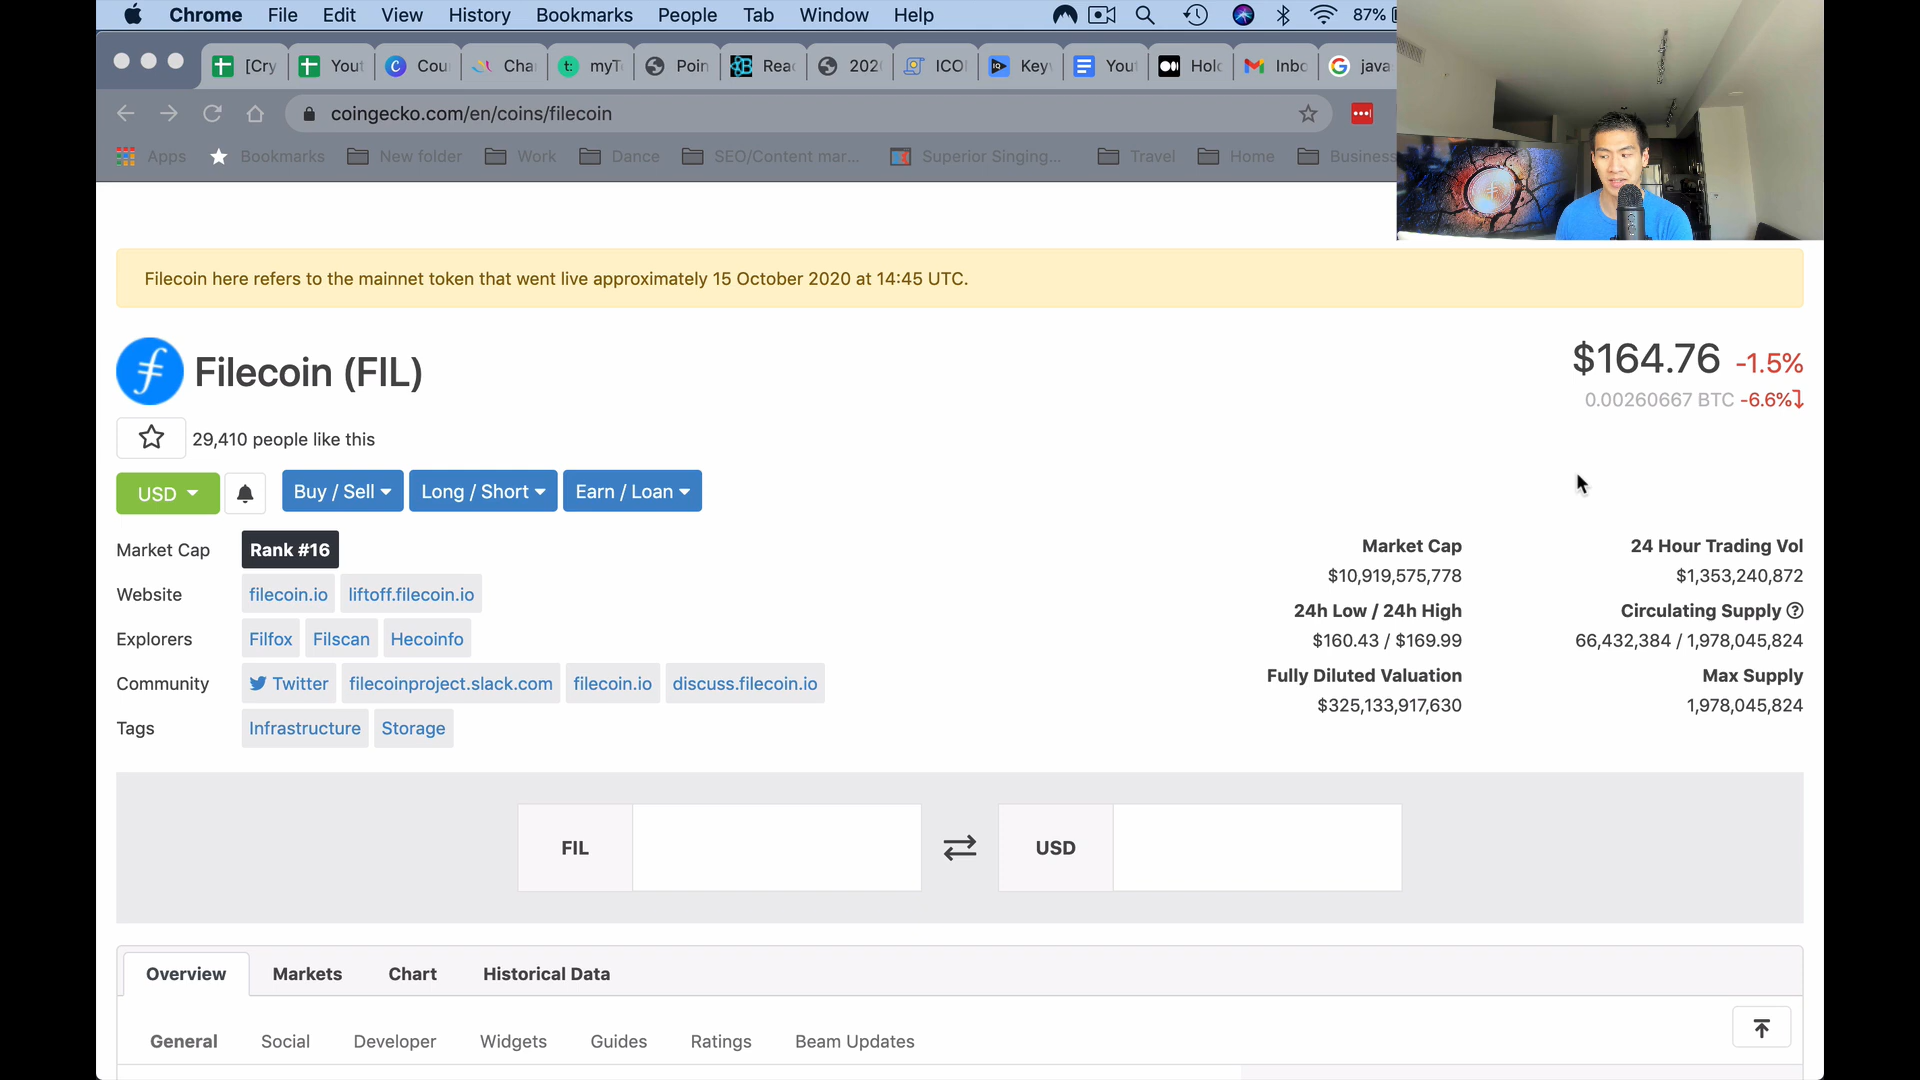 Chrome File Edit View History Bookmarks People Tab Window Help 87%
[Cry Yout Cou Cha myT Poin Rea 202 ICO Key Yout Holo Inbo java
coingecko.com/en/coins/filecoin
Apps Bookmarks New folder Work Dance SEO/Content mar... Superior Singing... Travel Home Business
Filecoin here refers to the mainnet token that went live approximately 15 October 2020 at 14:45 UTC.
Filecoin (FIL)
$164.76 -1.5%
0.00260667 BTC -6.6%
29,410 people like this
USD Buy / Sell Long / Short Earn / Loan
Market Cap Rank #16
Website filecoin.io liftoff.filecoin.io
Explorers Filfox Filscan Hecoinfo
Community Twitter filecoinproject.slack.com filecoin.io discuss.filecoin.io
Tags Infrastructure Storage
Market Cap 24 Hour Trading Vol
$10,919,575,778 $1,353,240,872
24h Low / 24h High Circulating Supply
$160.43 / $169.99 66,432,384 / 1,978,045,824
Fully Diluted Valuation Max Supply
$325,133,917,630 1,978,045,824
FIL USD
Overview Markets Chart Historical Data
General Social Developer Widgets Guides Ratings Beam Updates